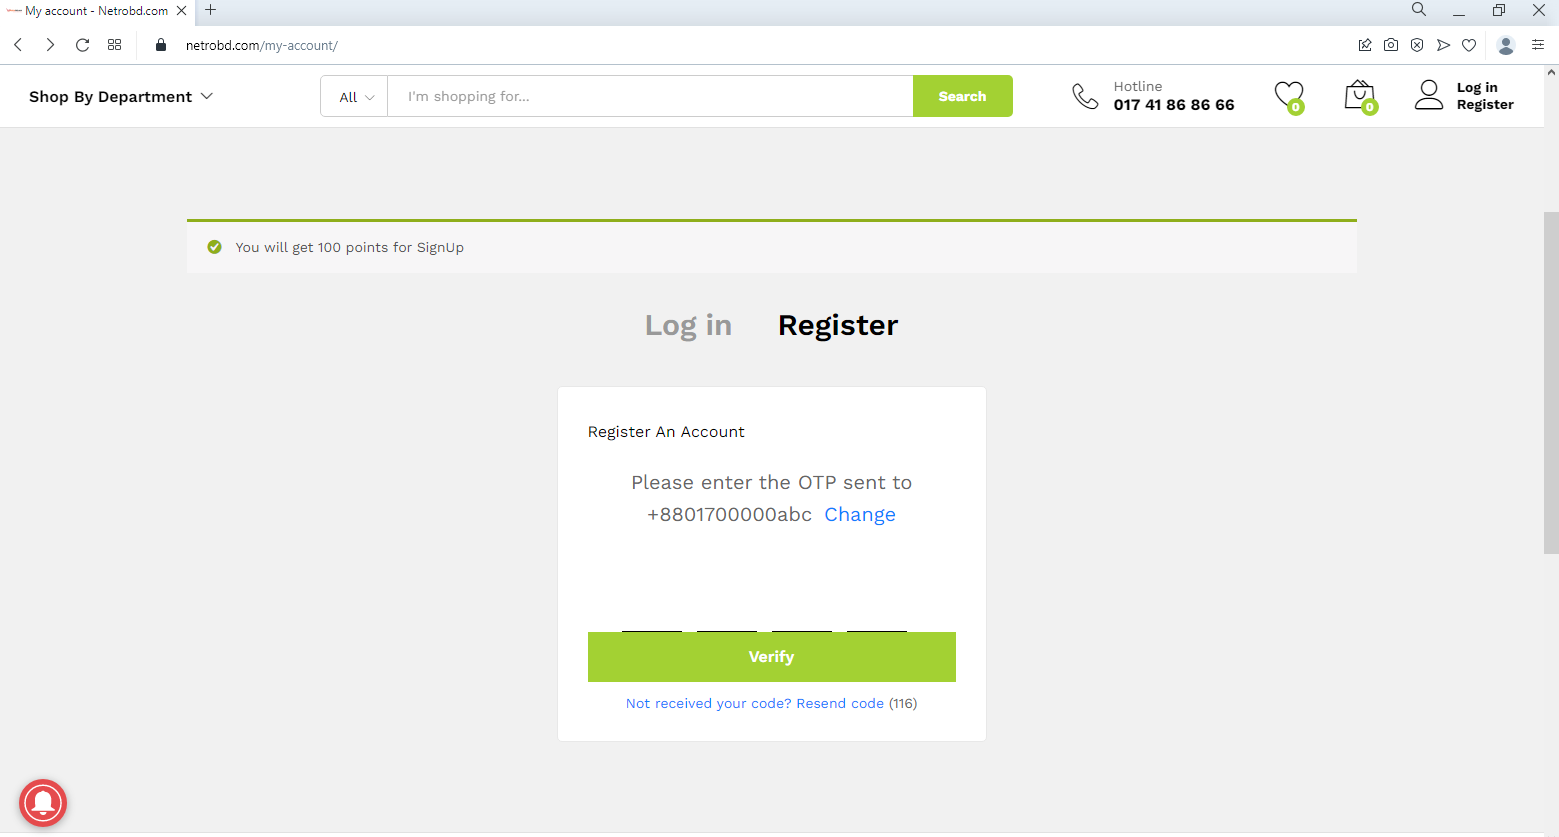 My account - Netrobd.com
netrobd.com/my-account/
Shop By Department
All
I'm shopping for...
Search
Hotline
017 41 86 86 66
0
0
Log in
Register
You will get 100 points for SignUp
Log in Register
Register An Account
Please enter the OTP sent to
+8801700000abc Change
Verify
Not received your code? Resend code (116)